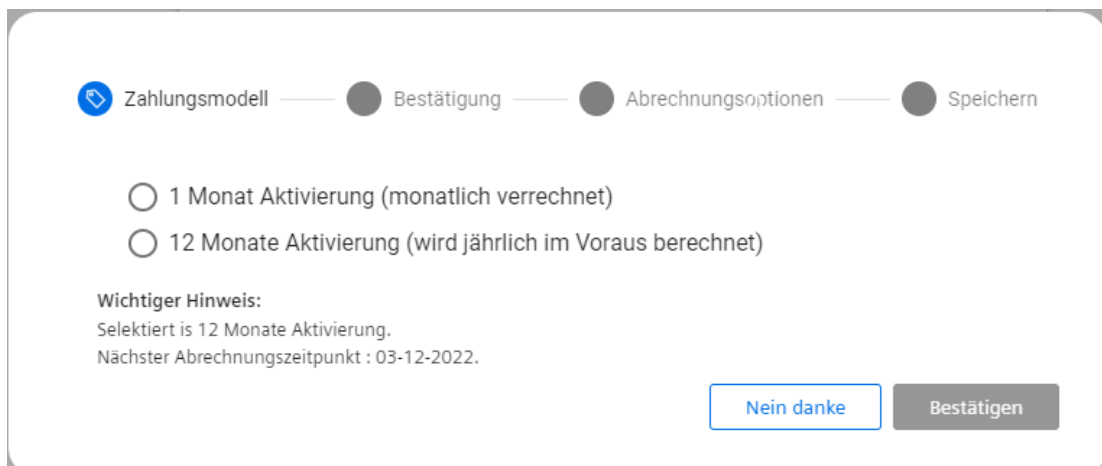 Zahlungsmodell Bestätigung Abrechnungsoptionen Speichern
1 Monat Aktivierung (monatlich verrechnet)
12 Monate Aktivierung (wird jährlich im Voraus berechnet)
Wichtiger Hinweis:
Selektiert is 12 Monate Aktivierung.
Nächster Abrechnungszeitpunkt : 03-12-2022.
Nein danke Bestätigen